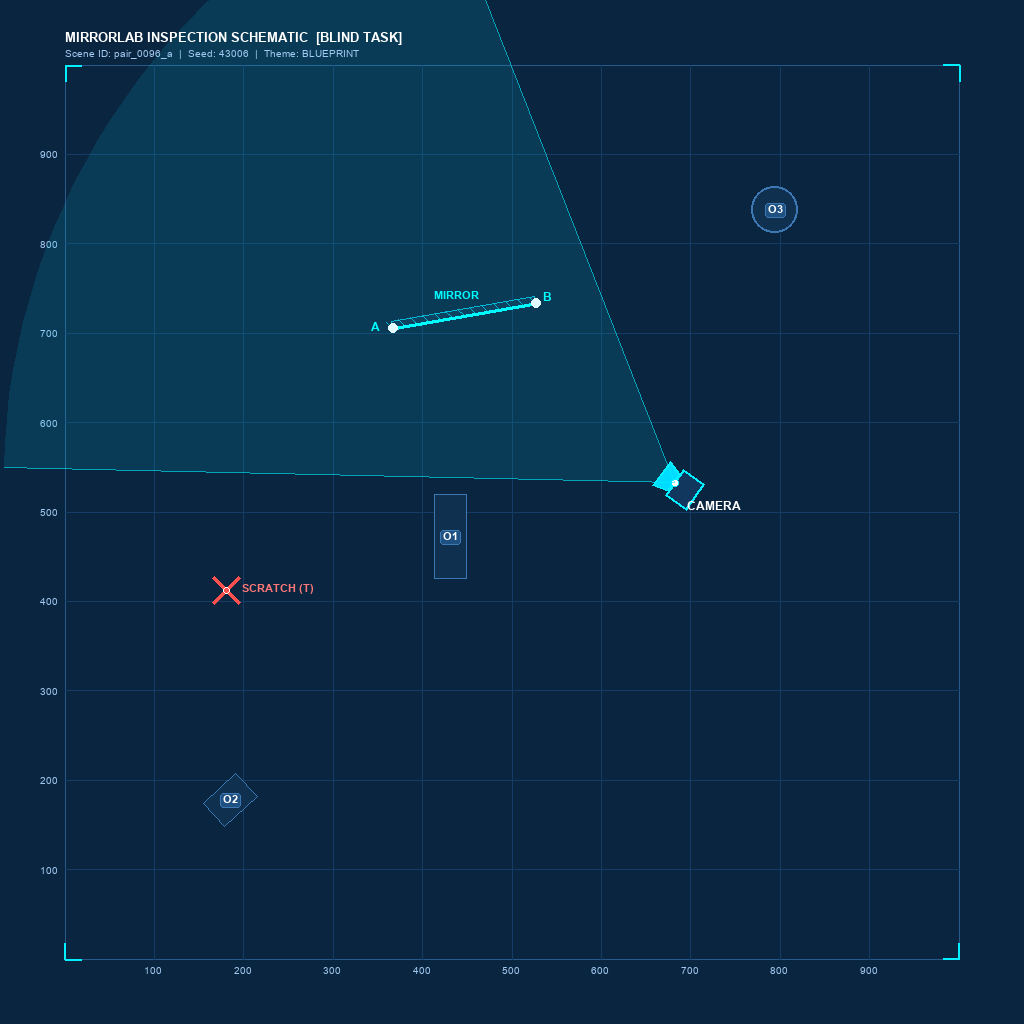 MIRRORLAB INSPECTION SCHEMATIC [BLIND TASK]
Scene ID: pair_0096_a | Seed: 43006 | Theme: BLUEPRINT
900
O3
800
MIRROR
B
A
700
600
500
CAMERA
O1
400
SCRATCH (T)
300
200
O2
100
100 200 300 400 500 600 700 800 900